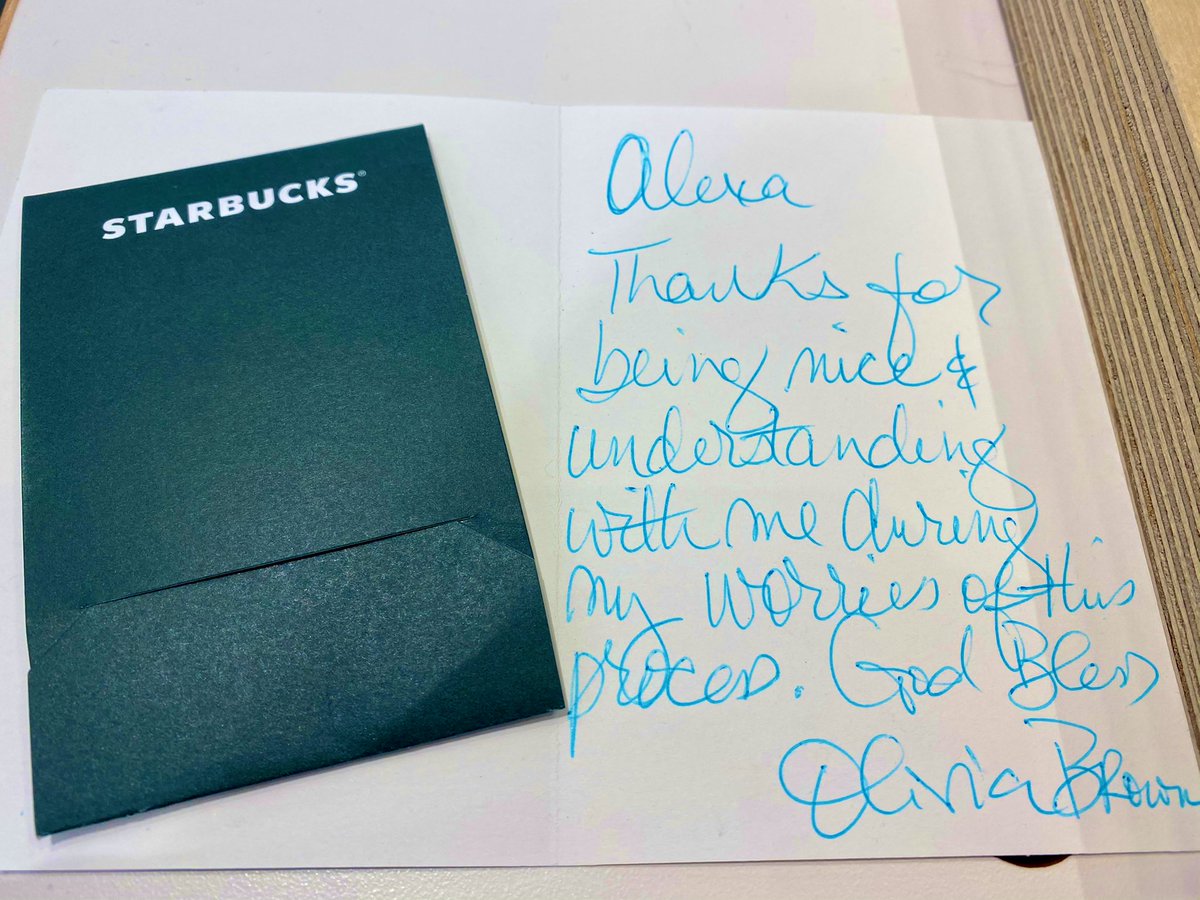 STARBUCKS®
Alexa
Thanks for
being nice &
understanding
with me during
my worries of this
process. God Bless
Olivia Brown